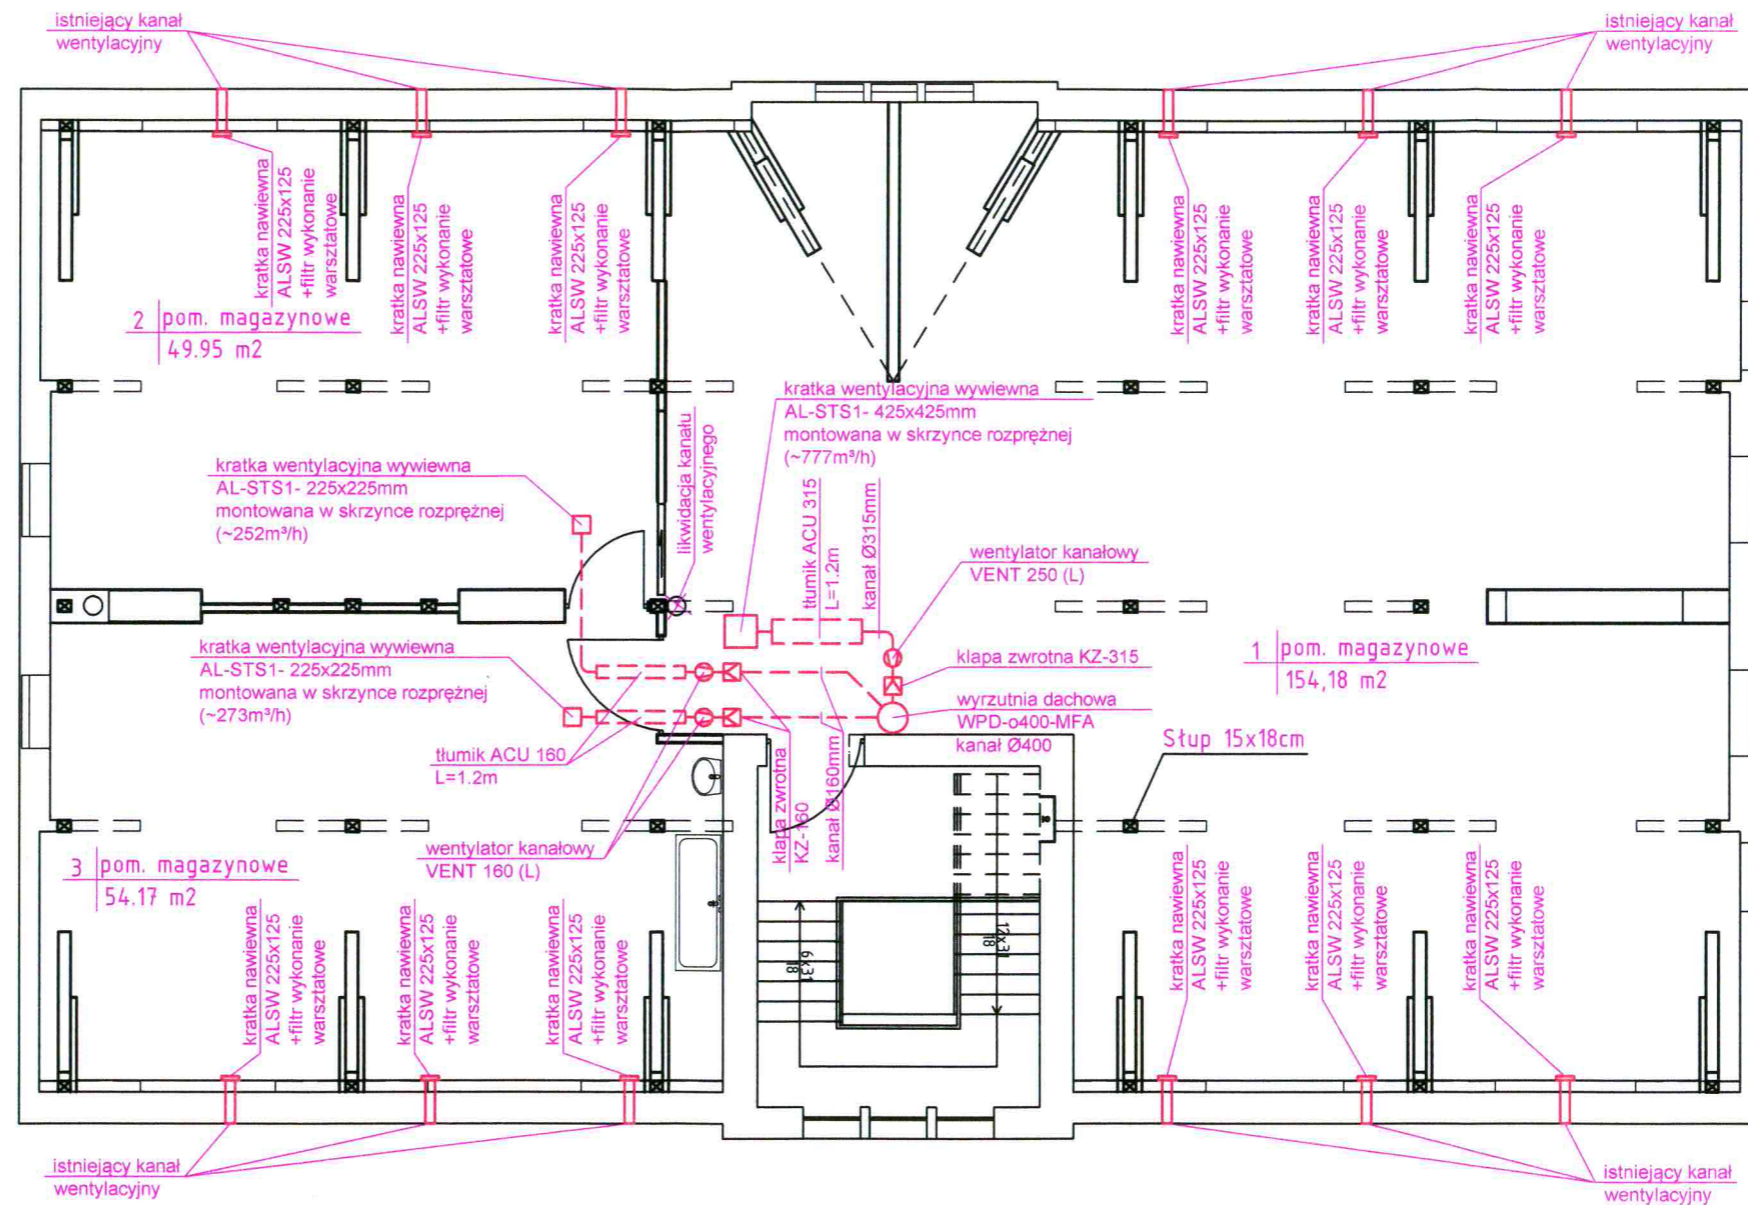 istniejący kanał
wentylacyjny
istniejący kanał
wentylacyjny
kratka nawiewna
ALSW 225x125
+filtr wykonanie
warsztatowe
kratka nawiewna
ALSW 225x125
+filtr wykonanie
warsztatowe
kratka nawiewna
ALSW 225x125
+filtr wykonanie
warsztatowe
kratka nawiewna
ALSW 225x125
+filtr wykonanie
warsztatowe
kratka nawiewna
ALSW 225x125
+filtr wykonanie
warsztatowe
kratka nawiewna
ALSW 225x125
+filtr wykonanie
warsztatowe
2 pom. magazynowe
49.95 m2
kratka wentylacyjna wywiewna
AL-STS1- 425x425mm
montowana w skrzynce rozprężnej
(~777m³/h)
likwidacja kanału
wentylacyjnego
kratka wentylacyjna wywiewna
AL-STS1- 225x225mm
montowana w skrzynce rozprężnej
(~252m³/h)
tłumik ACU 315
L=1.2m
kanał Ø315mm
wentylator kanałowy
VENT 250 (L)
kratka wentylacyjna wywiewna
AL-STS1- 225x225mm
montowana w skrzynce rozprężnej
(~273m³/h)
klapa zwrotna KZ-315
1 pom. magazynowe
154,18 m2
wyrzutnia dachowa
WPD-o400-MFA
kanał Ø400
Słup 15x18cm
tłumik ACU 160
L=1.2m
klapa zwrotna
KZ-160
kanał Ø160mm
wentylator kanałowy
VENT 160 (L)
3 pom. magazynowe
54.17 m2
kratka nawiewna
ALSW 225x125
+filtr wykonanie
warsztatowe
kratka nawiewna
ALSW 225x125
+filtr wykonanie
warsztatowe
kratka nawiewna
ALSW 225x125
+filtr wykonanie
warsztatowe
6x31
18
12x31
18
kratka nawiewna
ALSW 225x125
+filtr wykonanie
warsztatowe
kratka nawiewna
ALSW 225x125
+filtr wykonanie
warsztatowe
kratka nawiewna
ALSW 225x125
+filtr wykonanie
warsztatowe
istniejący kanał
wentylacyjny
istniejący kanał
wentylacyjny